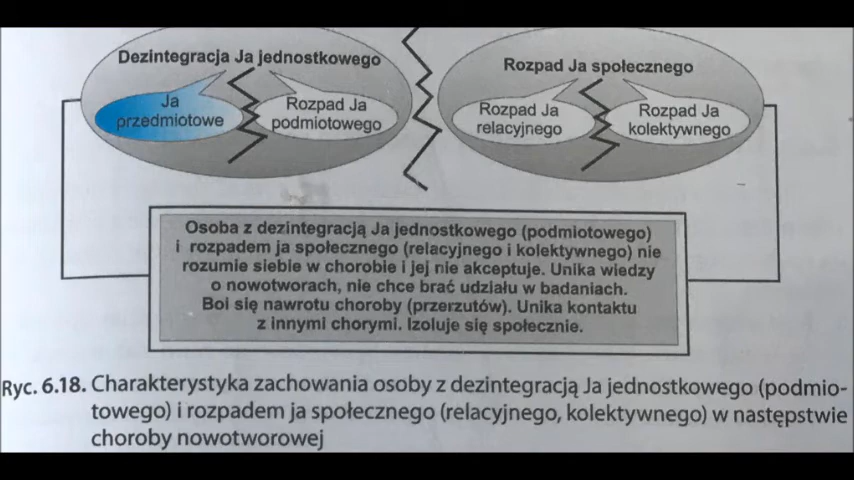 Dezintegracja Ja jednostkowego
Ja
przedmiotowe
Rozpad Ja
podmiotowego
Rozpad Ja społecznego
Rozpad Ja
relacyjnego
Rozpad Ja
kolektywnego
Osoba z dezintegracją Ja jednostkowego (podmiotowego)
i rozpadem ja społecznego (relacyjnego i kolektywnego) nie
rozumie siebie w chorobie i jej nie akceptuje. Unika wiedzy
o nowotworach, nie chce brać udziału w badaniach.
Boi się nawrotu choroby (przerzutów). Unika kontaktu
z innymi chorymi. Izoluje się społecznie.
Ryc. 6.18. Charakterystyka zachowania osoby z dezintegracją Ja jednostkowego (podmio-
towego) i rozpadem ja społecznego (relacyjnego, kolektywnego) w następstwie
choroby nowotworowej